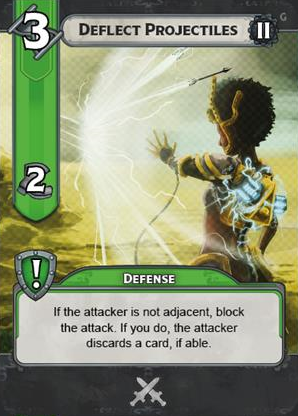 3
DEFLECT PROJECTILES
II
G
2
!
DEFENSE
If the attacker is not adjacent, block
the attack. If you do, the attacker
discards a card, if able.